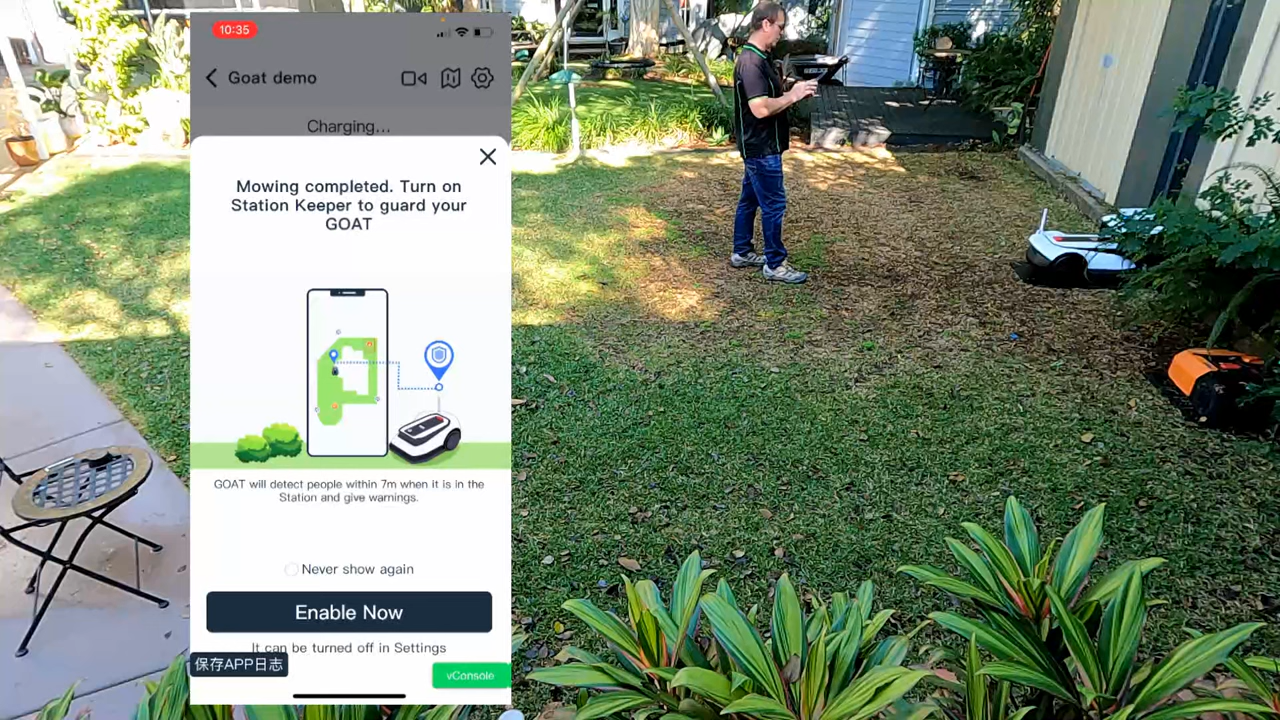 10:35
Goat demo
Charging...
Mowing completed. Turn on
Station Keeper to guard your
GOAT
GOAT will detect people within 7m when it is in the
Station and give warnings.
Never show again
Enable Now
It can be turned off in Settings
保存APP日志
vConsole